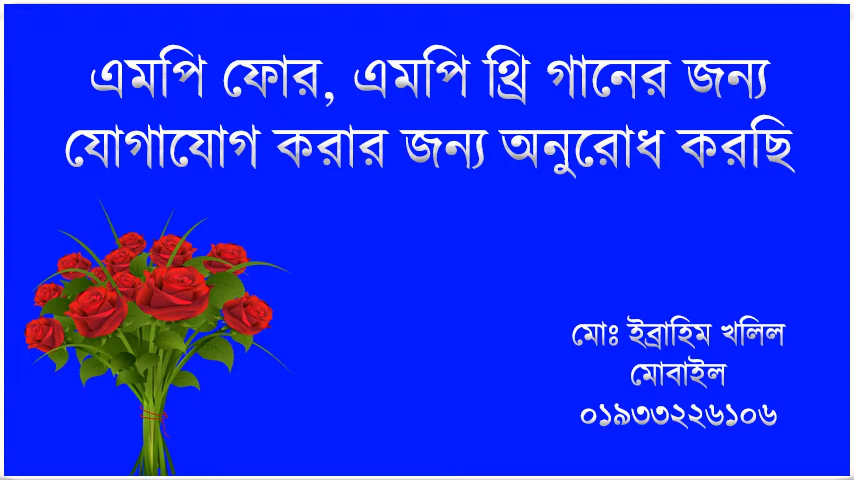 এমপি ফোর, এমপি থ্রি গানের জন্য
যোগাযোগ করার জন্য অনুরোধ করছি
মোঃ ইব্রাহিম খলিল
মোবাইল
০১৯৩৩২২৬১০৬